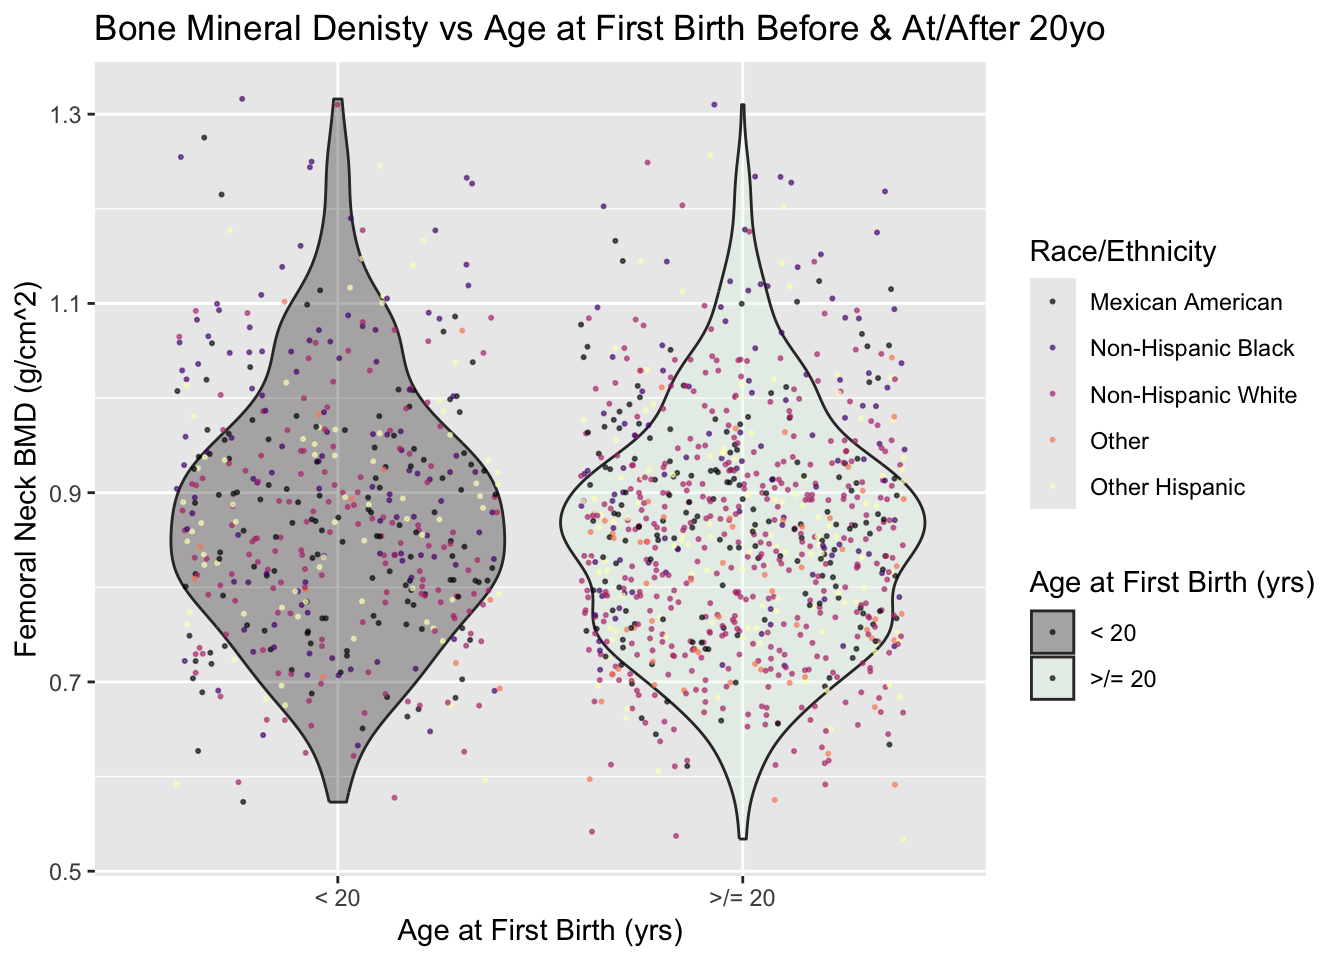 Bone Mineral Denisty vs Age at First Birth Before & At/After 20yo
Femoral Neck BMD (g/cm^2)
1.3
1.1
0.9
0.7
0.5
< 20
>/= 20
Age at First Birth (yrs)
Race/Ethnicity
Mexican American
Non-Hispanic Black
Non-Hispanic White
Other
Other Hispanic
Age at First Birth (yrs)
< 20
>/= 20